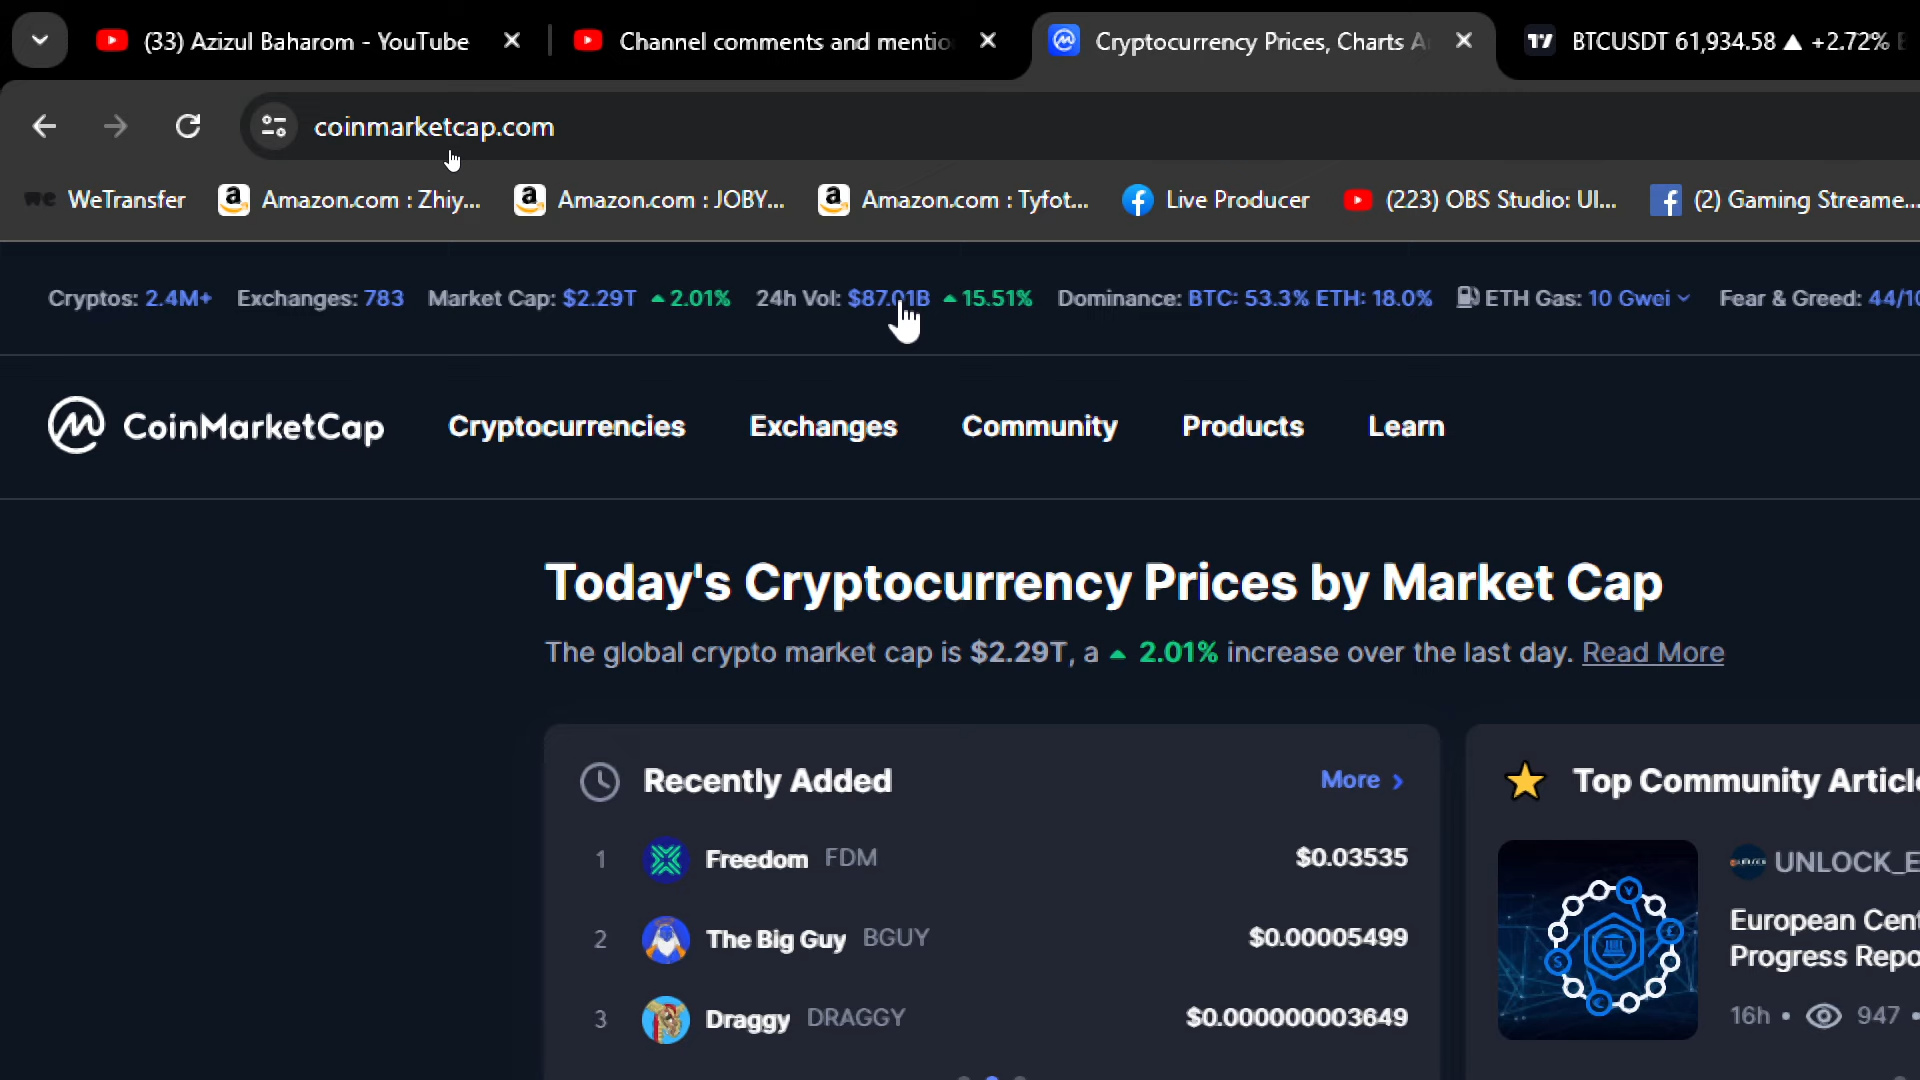 (33) Azizul Baharom - YouTube
Channel comments and mentio
Cryptocurrency Prices, Charts A
BTCUSDT 61,934.58 ▲ +2.72%
coinmarketcap.com
we WeTransfer
Amazon.com : Zhiy...
Amazon.com : JOBY...
Amazon.com : Tyfot...
Live Producer
(223) OBS Studio: Ul...
(2) Gaming Streame...
Cryptos: 2.4M+ Exchanges: 783 Market Cap: $2.29T ▲ 2.01% 24h Vol: $87.01B ▲ 15.51% Dominance: BTC: 53.3% ETH: 18.0% ETH Gas: 10 Gwei Fear & Greed: 44/10
CoinMarketCap
Cryptocurrencies
Exchanges
Community
Products
Learn
Today's Cryptocurrency Prices by Market Cap
The global crypto market cap is $2.29T, a ▲ 2.01% increase over the last day. Read More
Recently Added
More >
1 Freedom FDM $0.03535
2 The Big Guy BGUY $0.00005499
3 Draggy DRAGGY $0.000000003649
Top Community Article
UNLOCK_E
European Cent
Progress Repo
16h • 947 •